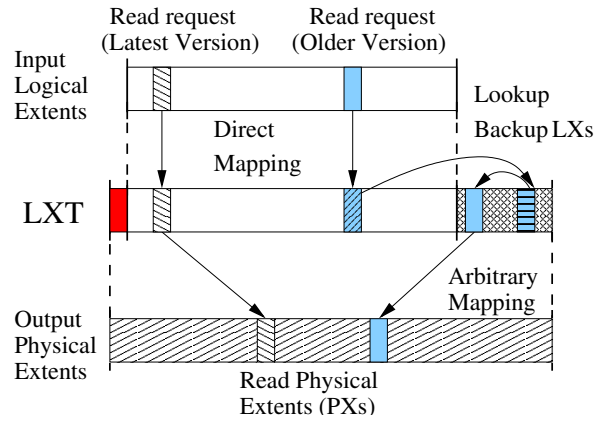 Read request
(Latest Version)
Read request
(Older Version)
Input
Logical
Extents
Direct
Mapping
Lookup
Backup LXs
LXT
Arbitrary
Mapping
Output
Physical
Extents
Read Physical
Extents (PXs)